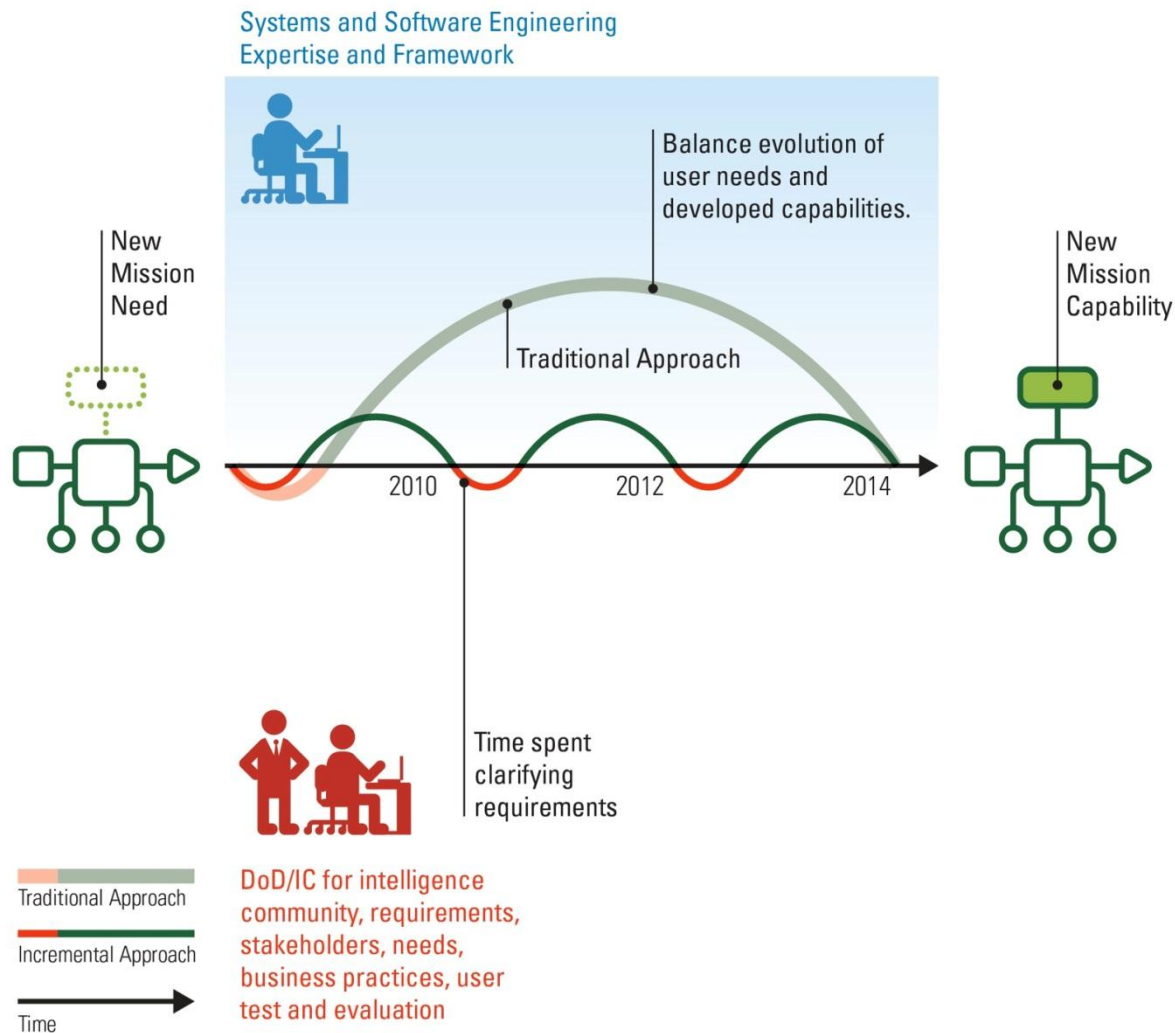 Systems and Software Engineering
Expertise and Framework
Balance evolution of
user needs and
developed capabilities.
New
Mission
Need
New
Mission
Capability
Traditional Approach
2010
2012
2014
Time spent
clarifying
requirements
Traditional Approach
Incremental Approach
Time
DoD/IC for intelligence
community, requirements,
stakeholders, needs,
business practices, user
test and evaluation